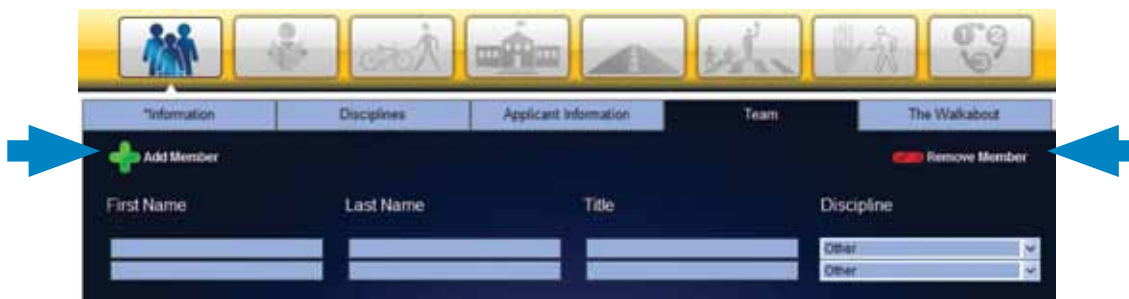 *Information Disciplines Applicant Information Team The Walkabout
Add Member Remove Member
First Name Last Name Title Discipline
Other
Other